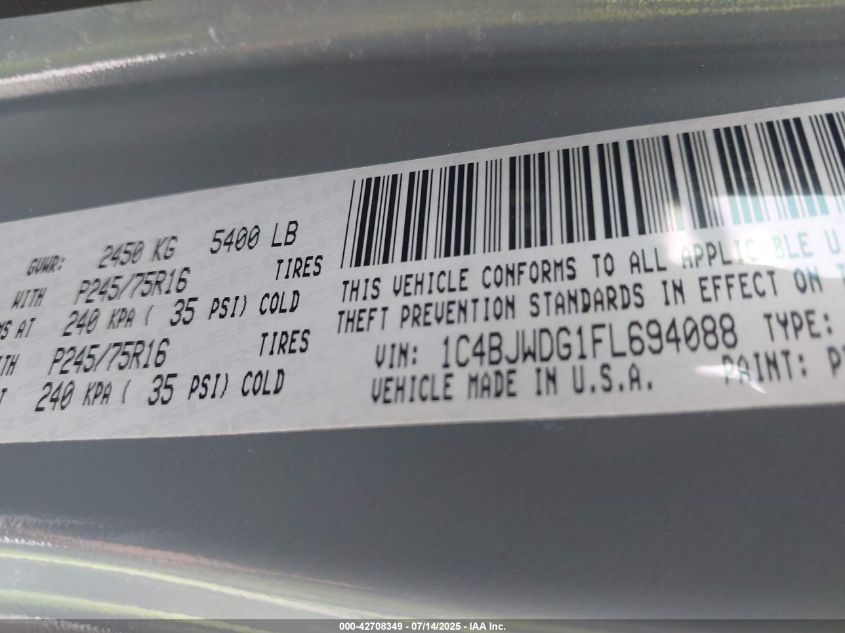 GVWR: 2450 KG 5400 LB
WITH P245/75R16 TIRES
AT 240 KPA ( 35 PSI) COLD
P245/75R16 TIRES
240 KPA ( 35 PSI) COLD
THIS VEHICLE CONFORMS TO ALL APPLICABLE U
THEFT PREVENTION STANDARDS IN EFFECT ON
VIN: 1C4BJWDG1FL694088 TYPE:
VEHICLE MADE IN U.S.A. PAINT:
000-42708349 / 07/14/2025 - IAA Inc.